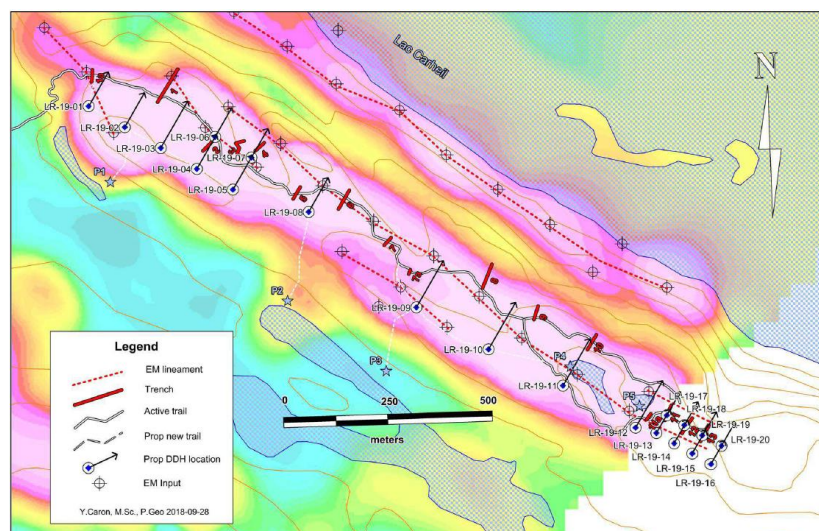 Lac Carheil
N
LR-19-01
LR-19-02
LR-19-03
LR-19-06
LR-19-04
LR-19-07
LR-19-05
LR-19-08
P1
P2
LR-19-09
LR-19-10
P3
P4
LR-19-11
P5
LR-19-17
LR-19-18
LR-19-12
LR-19-19
LR-19-13
LR-19-20
LR-19-14
LR-19-15
LR-19-16
0 250 500
meters
Legend
EM lineament
Trench
Active trail
Prop new trail
Prop DDH location
EM Input
Y.Caron, M.Sc., P.Geo 2018-09-28